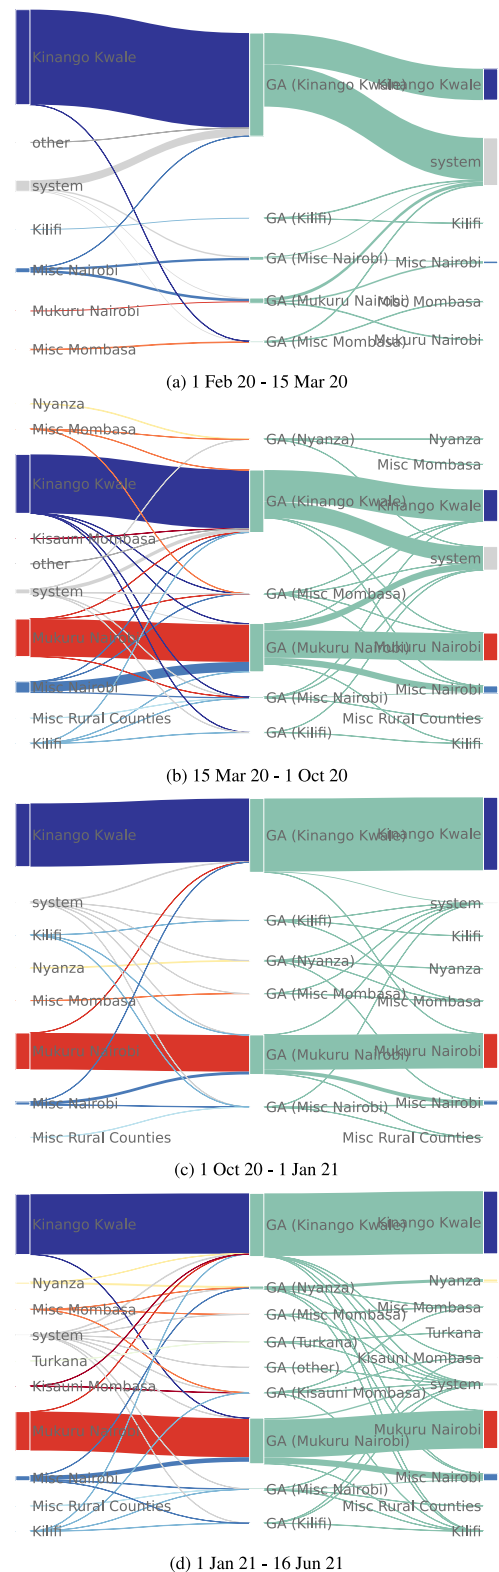 Kinango Kwale
GA (Kinango Kwale)
Kinango Kwale
other
system
system
Kilifi
GA (Kilifi)
Kilifi
Misc Nairobi
GA (Misc Nairobi)
Misc Nairobi
Mukuru Nairobi
GA (Mukuru Nairobi)
Misc Mombasa
Misc Mombasa
GA (Misc Mombasa)
Mukuru Nairobi
(a) 1 Feb 20 - 15 Mar 20
Nyanza
Misc Mombasa
GA (Nyanza)
Nyanza
Misc Mombasa
Kinango Kwale
GA (Kinango Kwale)
Kinango Kwale
Kisauni Mombasa
other
system
system
GA (Misc Mombasa)
Mukuru Nairobi
GA (Mukuru Nairobi)
Mukuru Nairobi
Misc Nairobi
GA (Misc Nairobi)
Misc Nairobi
Misc Rural Counties
Misc Rural Counties
Kilifi
GA (Kilifi)
Kilifi
(b) 15 Mar 20 - 1 Oct 20
Kinango Kwale
GA (Kinango Kwale)
Kinango Kwale
system
system
Kilifi
GA (Kilifi)
Kilifi
Nyanza
GA (Nyanza)
Nyanza
Misc Mombasa
GA (Misc Mombasa)
Misc Mombasa
Mukuru Nairobi
GA (Mukuru Nairobi)
Mukuru Nairobi
Misc Nairobi
GA (Misc Nairobi)
Misc Nairobi
Misc Rural Counties
Misc Rural Counties
(c) 1 Oct 20 - 1 Jan 21
Kinango Kwale
GA (Kinango Kwale)
Kinango Kwale
Nyanza
GA (Nyanza)
Nyanza
Misc Mombasa
GA (Misc Mombasa)
Misc Mombasa
system
GA (Turkana)
Turkana
Turkana
GA (other)
Kisauni Mombasa
Kisauni Mombasa
GA (Kisauni Mombasa)
system
Mukuru Nairobi
GA (Mukuru Nairobi)
Mukuru Nairobi
Misc Nairobi
GA (Misc Nairobi)
Misc Nairobi
Misc Rural Counties
Misc Rural Counties
Kilifi
GA (Kilifi)
Kilifi
(d) 1 Jan 21 - 16 Jun 21